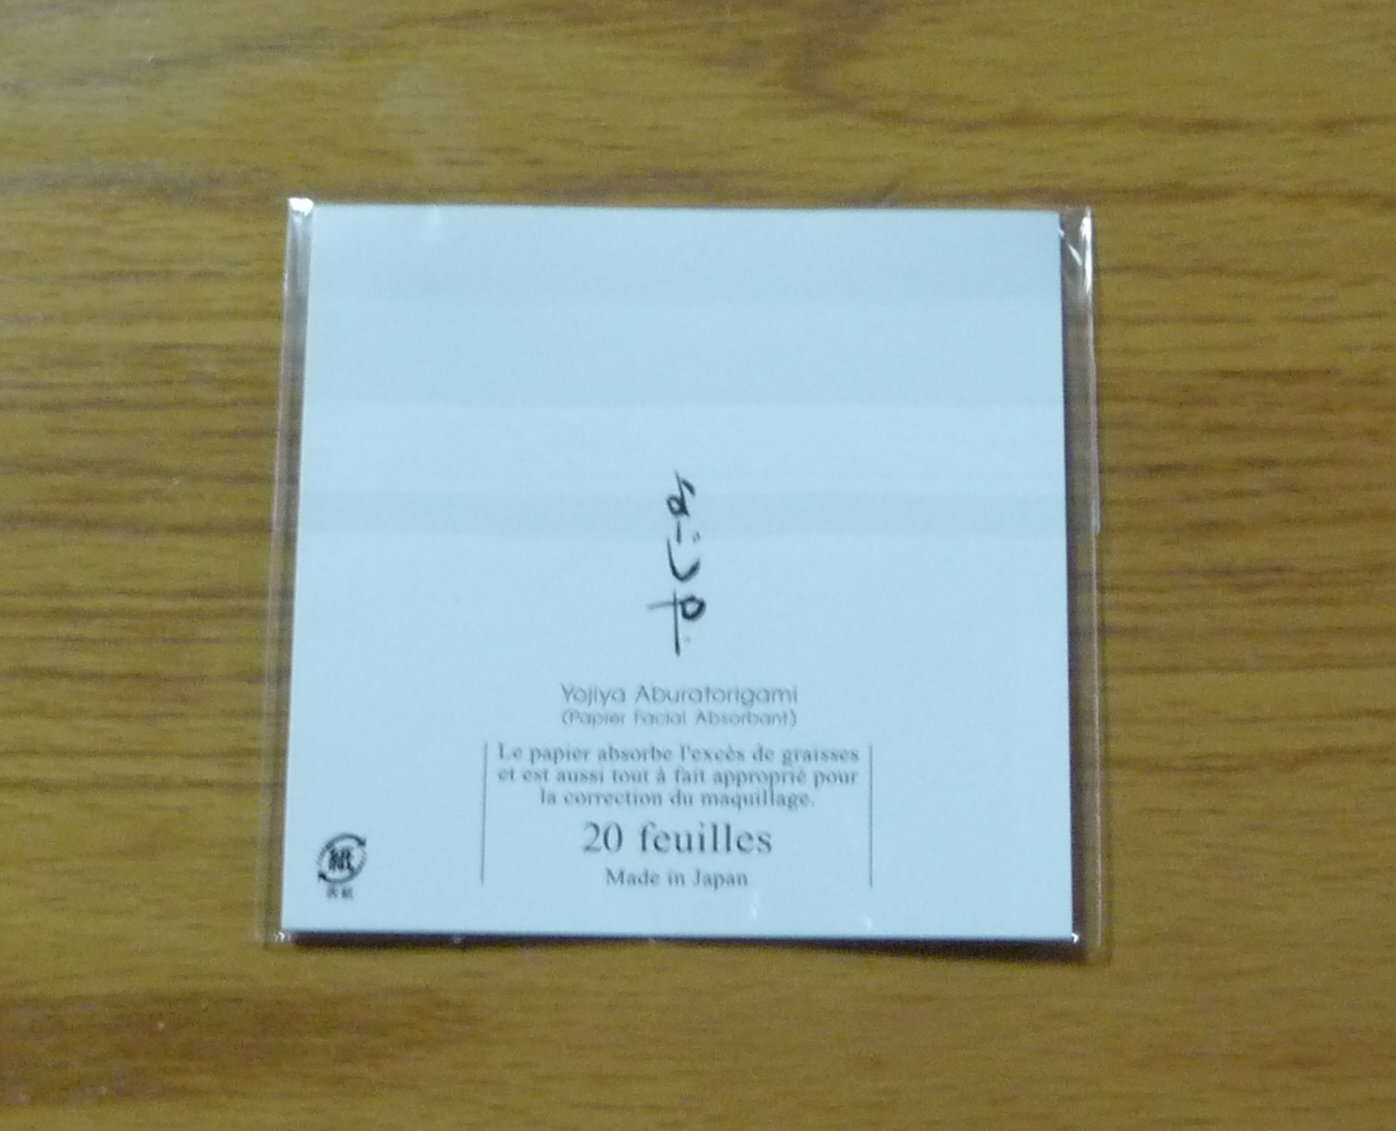 よーじや
Yojiya Aburatorigami
(Papier Facial Absorbant)
Le papier absorbe l'excès de graisses
et est aussi tout à fait approprié pour
la correction du maquillage.
20 feuilles
Made in Japan
紙